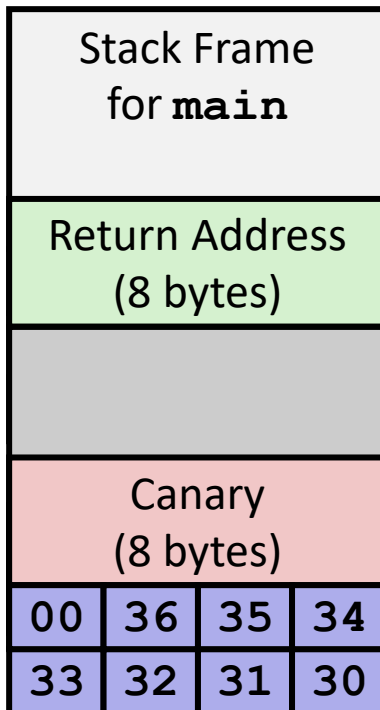 Stack Frame
for main
Return Address
(8 bytes)
Canary
(8 bytes)
00 36 35 34
33 32 31 30